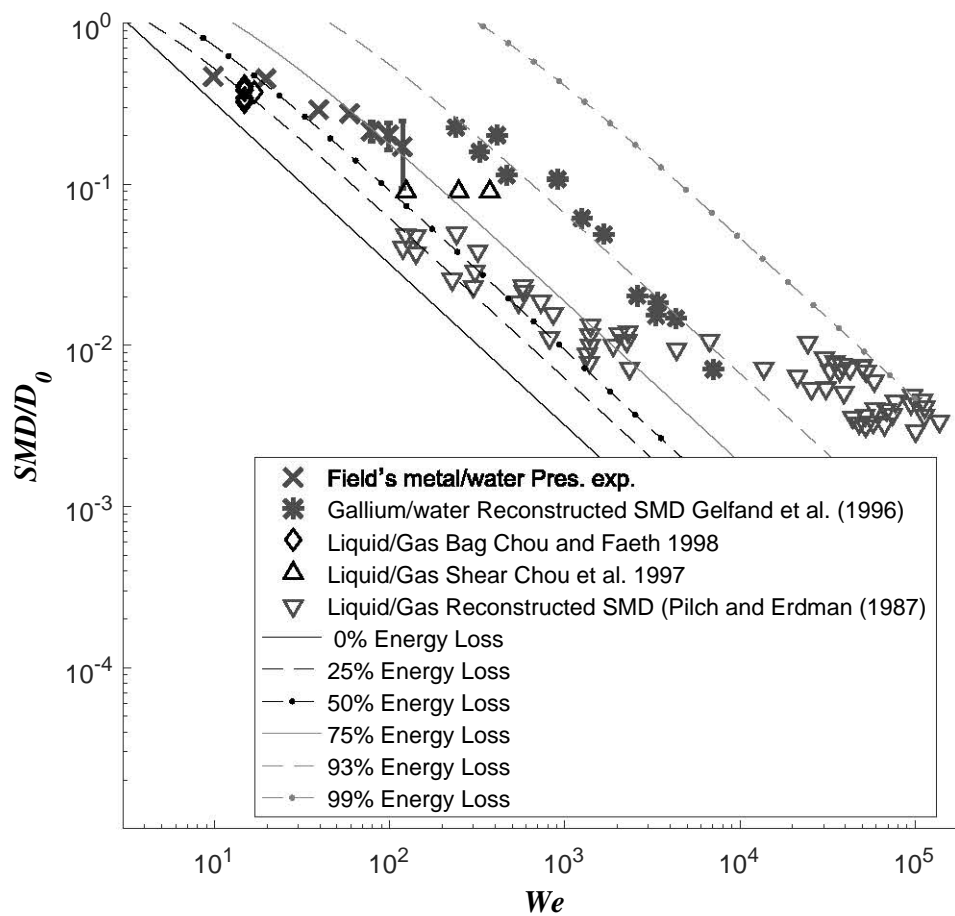 10^0
10^-1
10^-2
10^-3
10^-4
SMD/D_0
Field's metal/water Pres. exp.
Gallium/water Reconstructed SMD Gelfand et al. (1996)
Liquid/Gas Bag Chou and Faeth 1998
Liquid/Gas Shear Chou et al. 1997
Liquid/Gas Reconstructed SMD (Pilch and Erdman (1987)
0% Energy Loss
25% Energy Loss
50% Energy Loss
75% Energy Loss
93% Energy Loss
99% Energy Loss
10^1 10^2 10^3 10^4 10^5
We